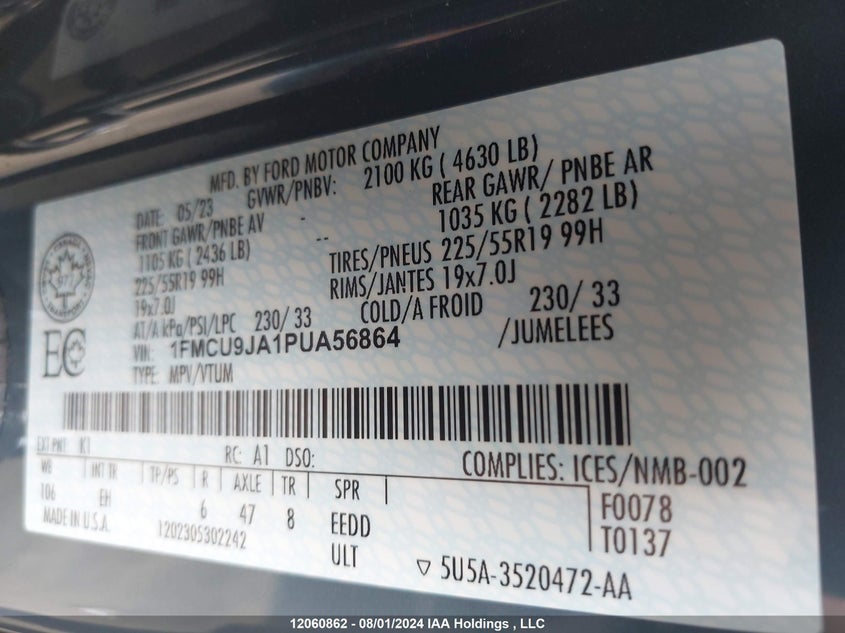 MFD. BY FORD MOTOR COMPANY
DATE: 05/23 GVWR/PNBV: 2100 KG ( 4630 LB)
FRONT GAWR/PNBE AV - REAR GAWR/ PNBE AR
1105 KG ( 2436 LB) -- 1035 KG ( 2282 LB)
225/55R19 99H TIRES/PNEUS 225/55R19 99H
19x7.0J RIMS/JANTES 19x7.0J
AT/A kPa/PSI/LPC 230/ 33 COLD/A FROID 230/ 33
VIN: 1FMCU9JA1PUA56864 /JUMELEES
TYPE: MPV/VTUM
EC
EXT PNT: K1 RC: A1 DSO: COMPLIES: ICES/NMB-002
WB INT TR TP/PS R AXLE TR SPR F0078
106 EH 6 47 8 EEDD T0137
MADE IN U.S.A. 1202305302242 ULT ▽ 5U5A-3520472-AA
12060862 - 08/01/2024 IAA Holdings , LLC